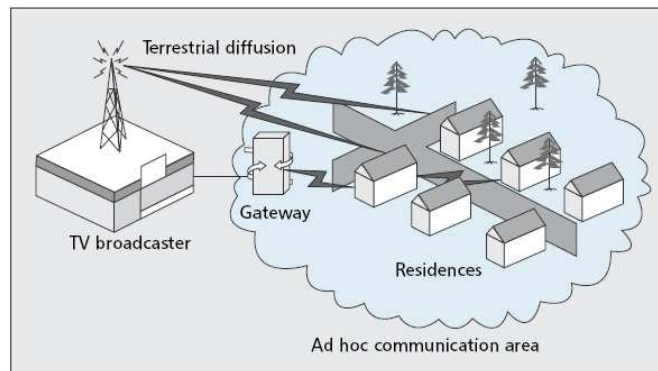 Terrestrial diffusion
Gateway
TV broadcaster
Residences
Ad hoc communication area